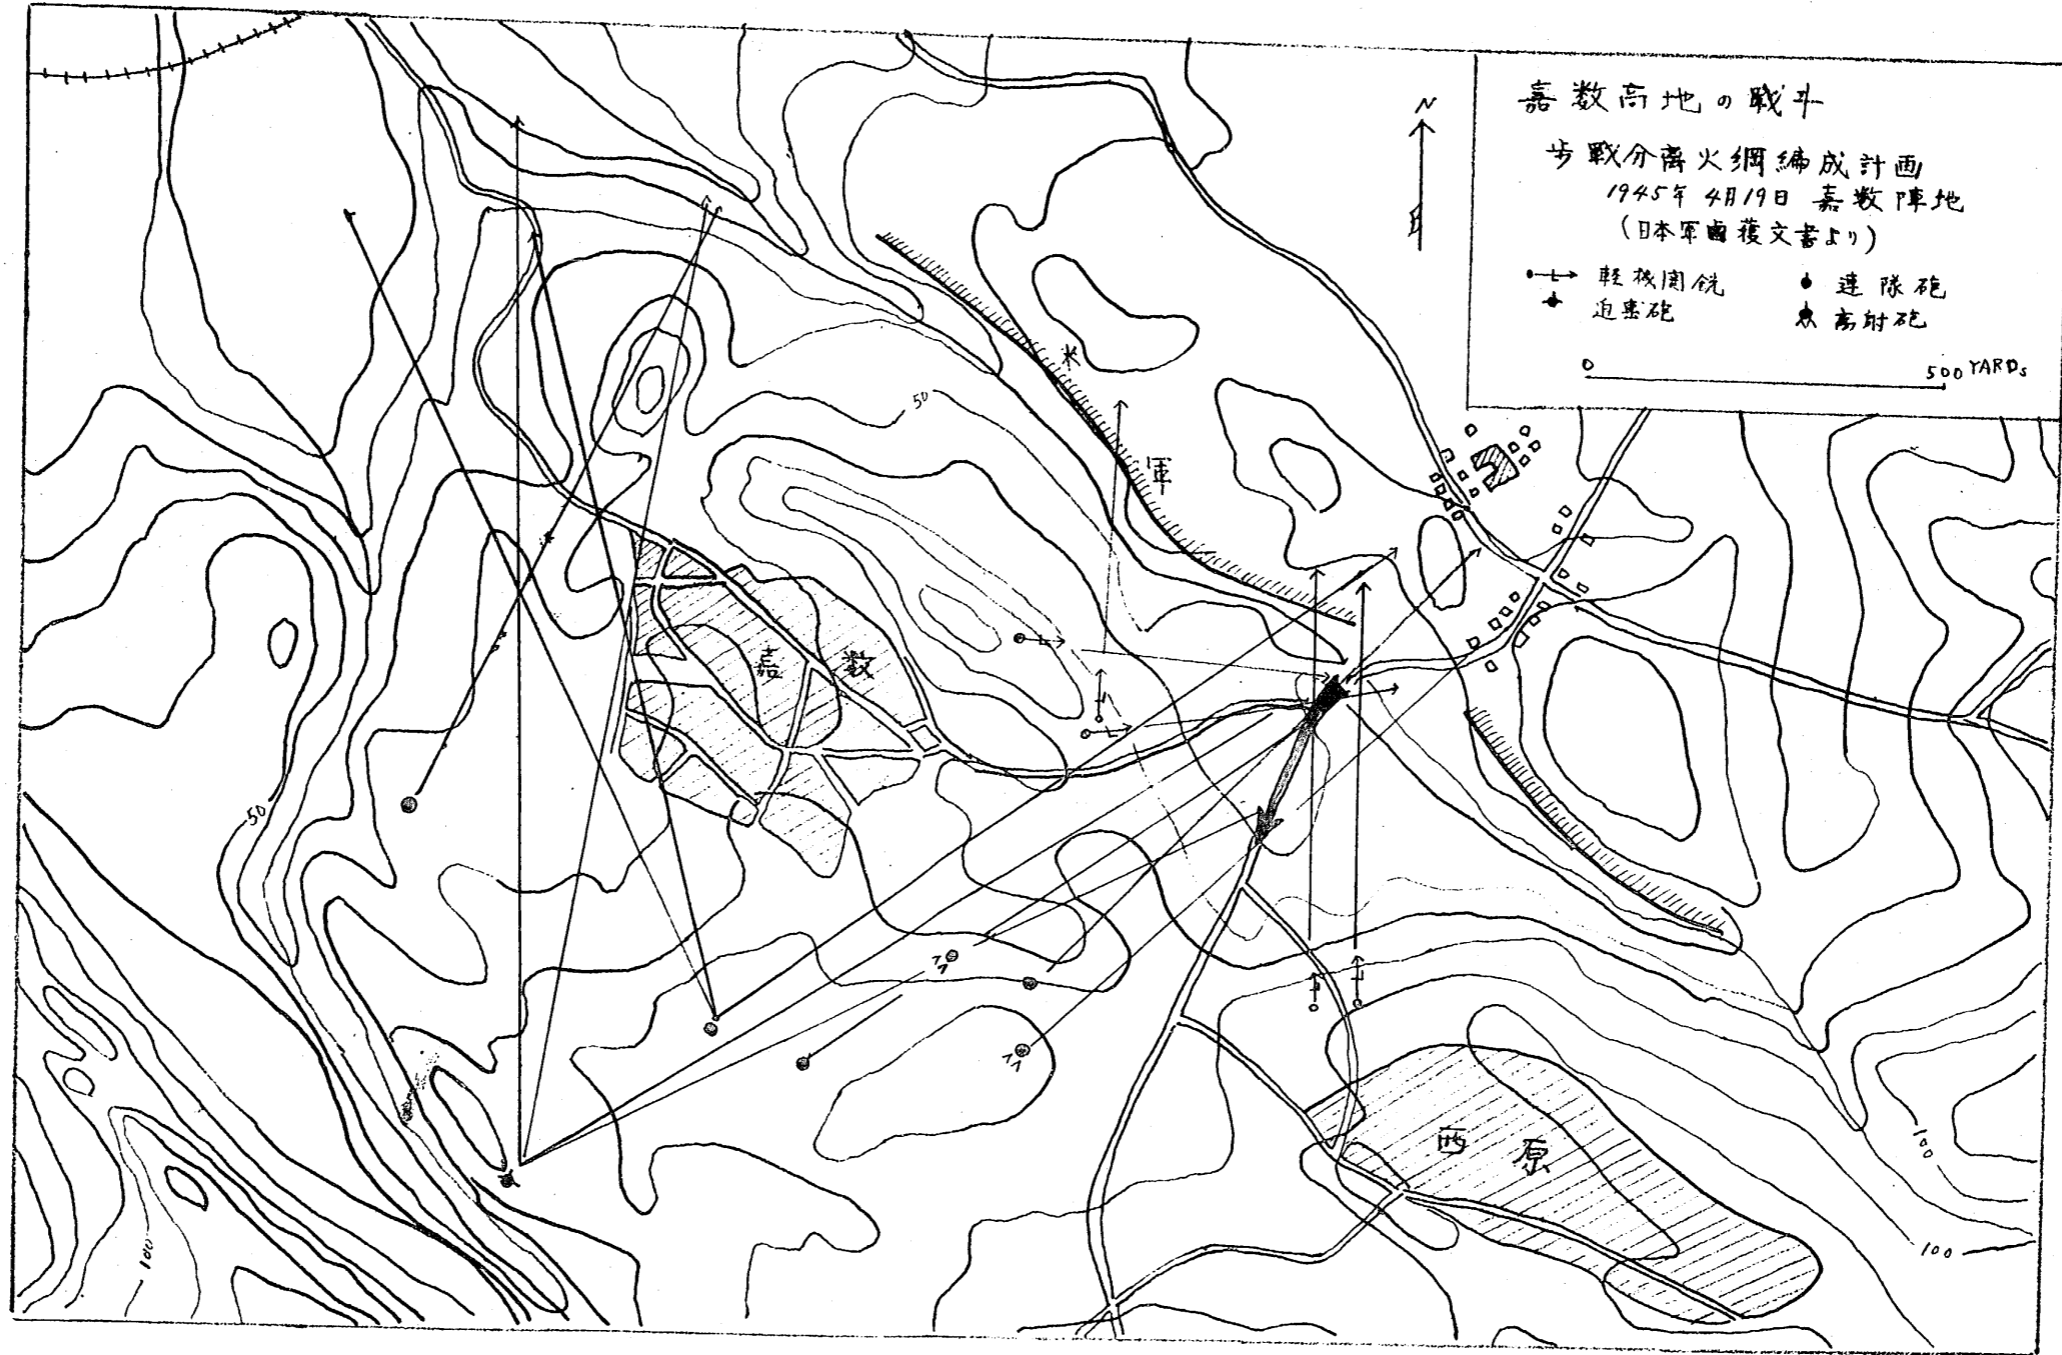 嘉数高地の戦斗
歩戦分离火網編成計画
1945年 4月19日 嘉数陣地
(日本軍鹵獲文書より)
軽機関銃
連隊砲
迫撃砲
高射砲
0 500 YARDs
N
米
軍
50
嘉 数
50
西 原
100
100
100